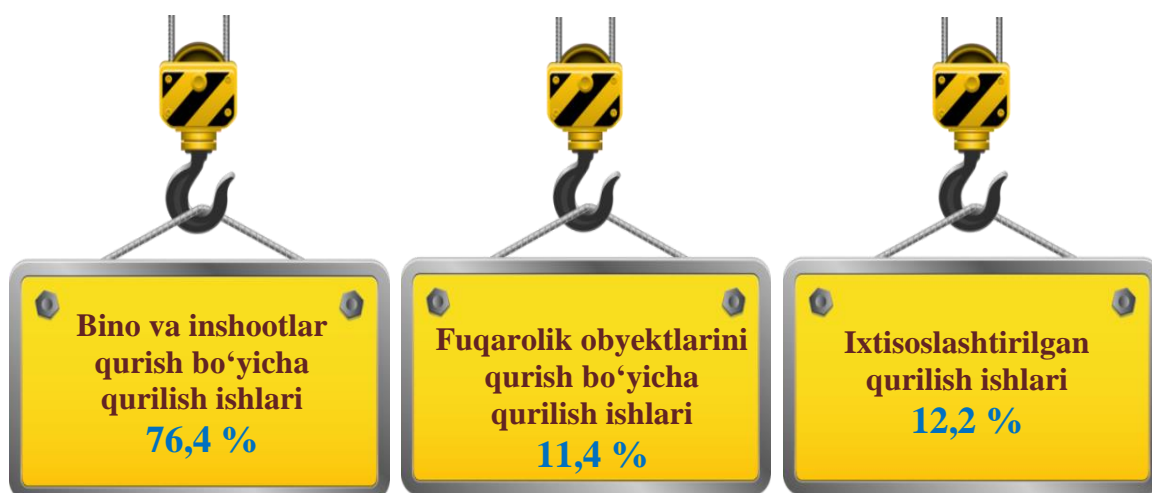 Bino va inshootlar
qurish bo‘yicha
qurilish ishlari
76,4 %
Fuqarolik obyektlarini
qurish bo‘yicha
qurilish ishlari
11,4 %
Ixtisoslashtirilgan
qurilish ishlari
12,2 %